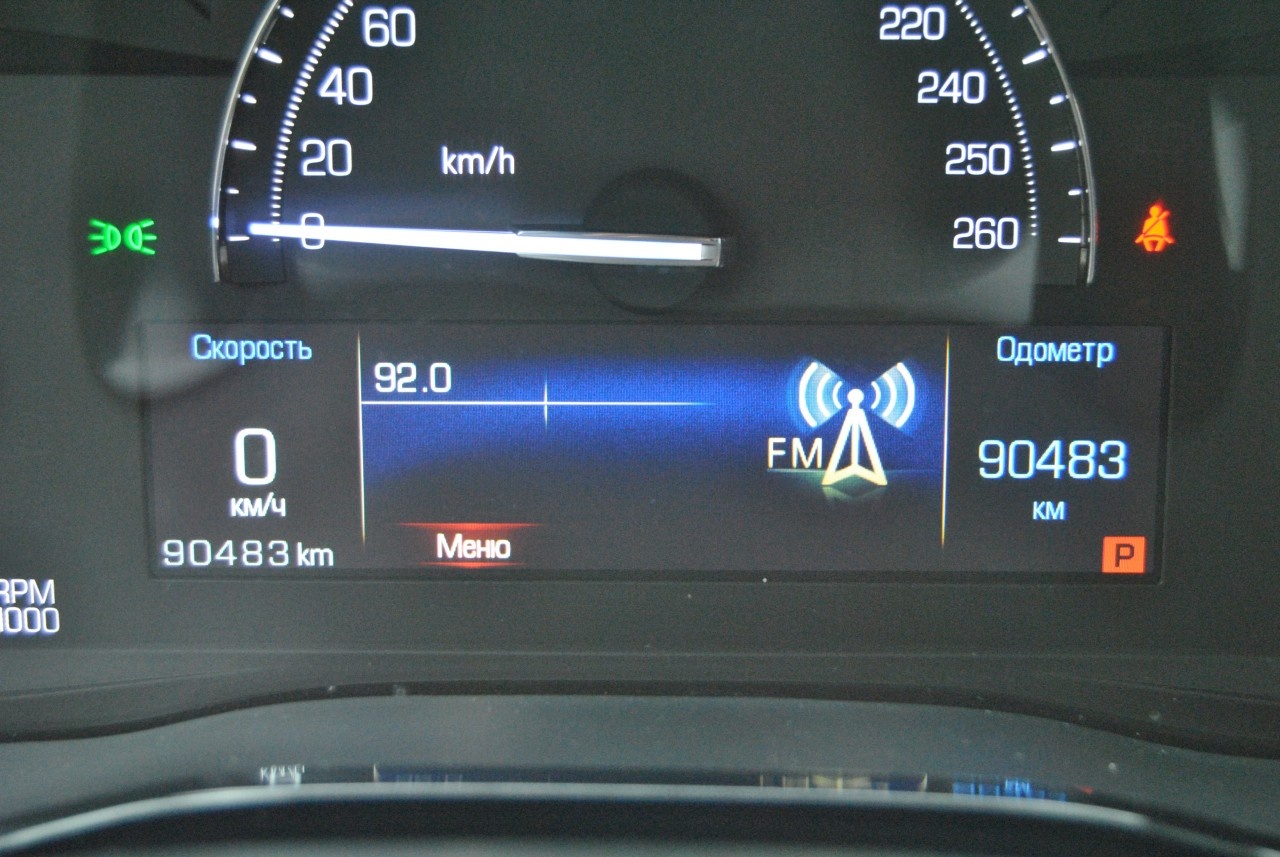 60
40
20
0
km/h
220
240
250
260
Скорость
0
км/ч
90483 km
92.0
FM
Меню
Одометр
90483
км
P
RPM
1000